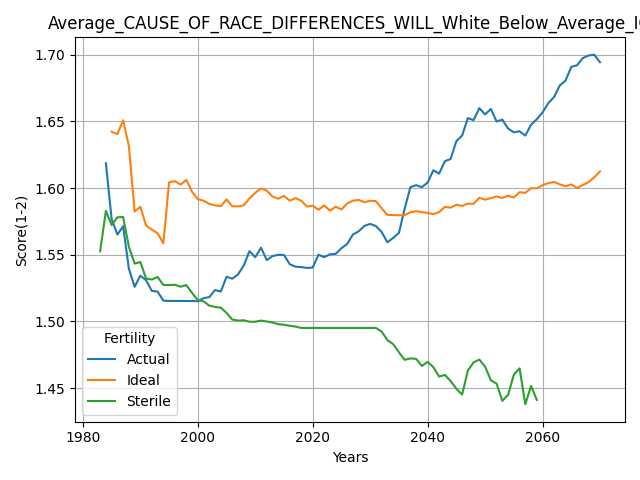 Average_CAUSE_OF_RACE_DIFFERENCES_WILL_White_Below_Average_I
1.70
1.65
1.60
1.55
1.50
1.45
Score(1-2)
Fertility
Actual
Ideal
Sterile
1980
2000
2020
2040
2060
Years